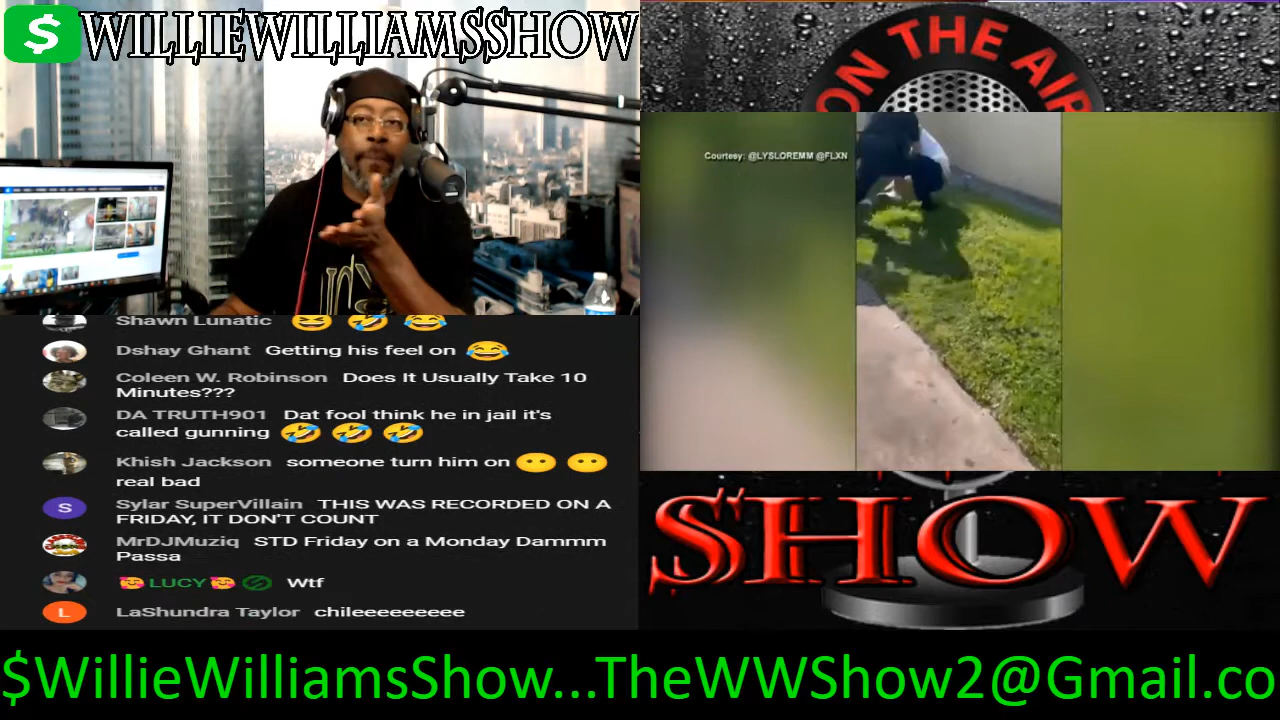 $ WILLIEWILLIAMSSHOW
ON THE AIR
Courtesy: @LYSLOREMM @FLXN
Shawn Lunatic 😆 🤣 😂
Dshay Ghant Getting his feel on 😂
Coleen W. Robinson Does It Usually Take 10
Minutes???
DA TRUTH901 Dat fool think he in jail it's
called gunning 🤣 🤣 🤣
Khish Jackson someone turn him on 😶 😶
real bad
S Sylar SuperVillain THIS WAS RECORDED ON A
FRIDAY, IT DON'T COUNT
MrDJMuziq STD Friday on a Monday Dammm
Passa
🥰LUCY🥰 Wtf
L LaShundra Taylor chileeeeeeeee
SHOW
$WillieWilliamsShow...TheWWShow2@Gmail.co